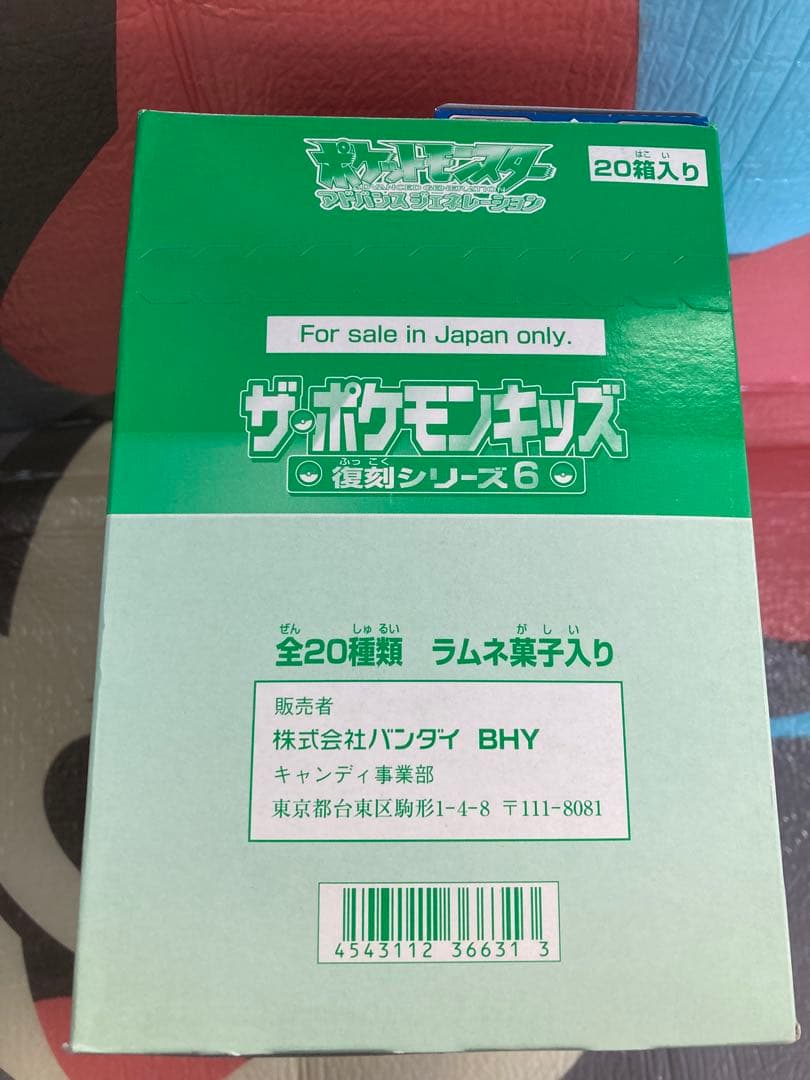 ポケットモンスター
ADVANCED GENERATION
アドバンスジェネレーション
はこ い
20箱入り
For sale in Japan only.
ザ・ポケモンキッズ
ふっ こく
復刻シリーズ6
ぜん しゅ るい が し い
全20種類 ラムネ菓子入り
販売者
株式会社バンダイ BHY
キャンディ事業部
東京都台東区駒形1-4-8 〒111-8081
4543112 36631 3